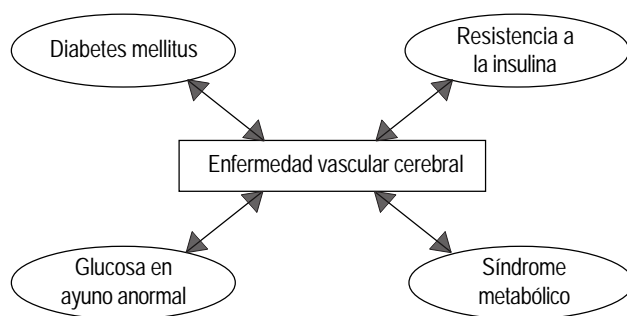 Diabetes mellitus
Resistencia a
la insulina
Enfermedad vascular cerebral
Glucosa en
ayuno anormal
Síndrome
metabólico